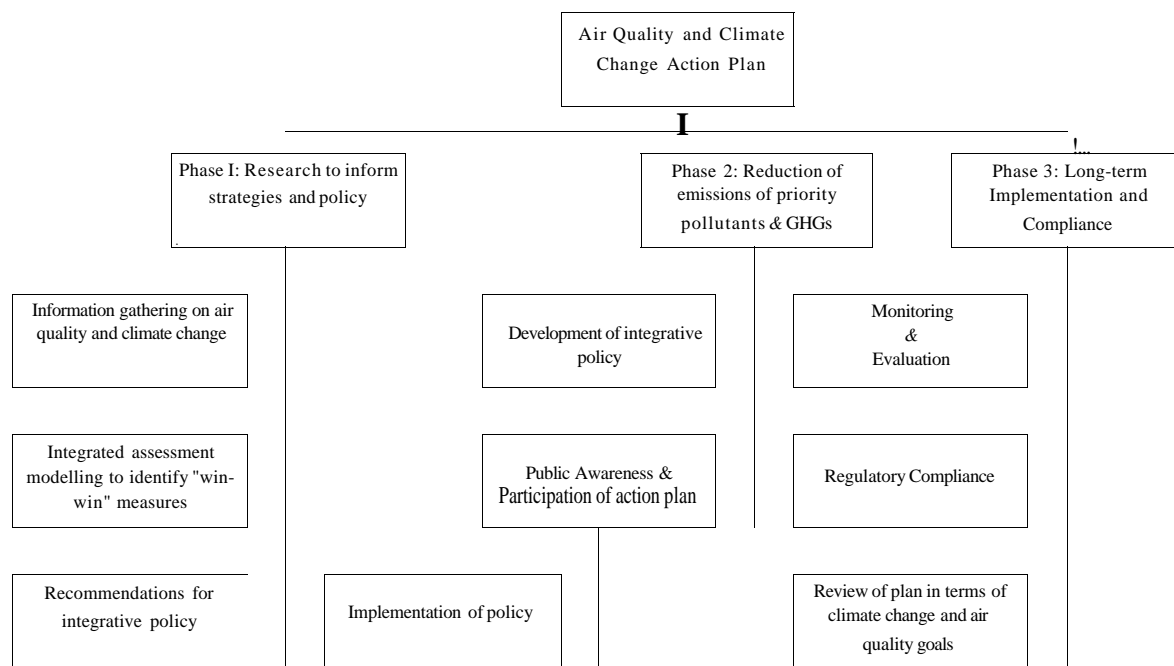 Air Quality and Climate
Change Action Plan
I
!...
Phase I: Research to inform
strategies and policy
.
Phase 2: Reduction of
emissions of priority
pollutants & GHGs
Phase 3: Long-term
Implementation and
Compliance
Information gathering on air
quality and climate change
Development of integrative
policy
Monitoring
&
Evaluation
Integrated assessment
modelling to identify "win-
win" measures
Public Awareness &
Participation of action plan
Regulatory Compliance
Recommendations for
integrative policy
Implementation of policy
Review of plan in terms of
climate change and air
quality goals